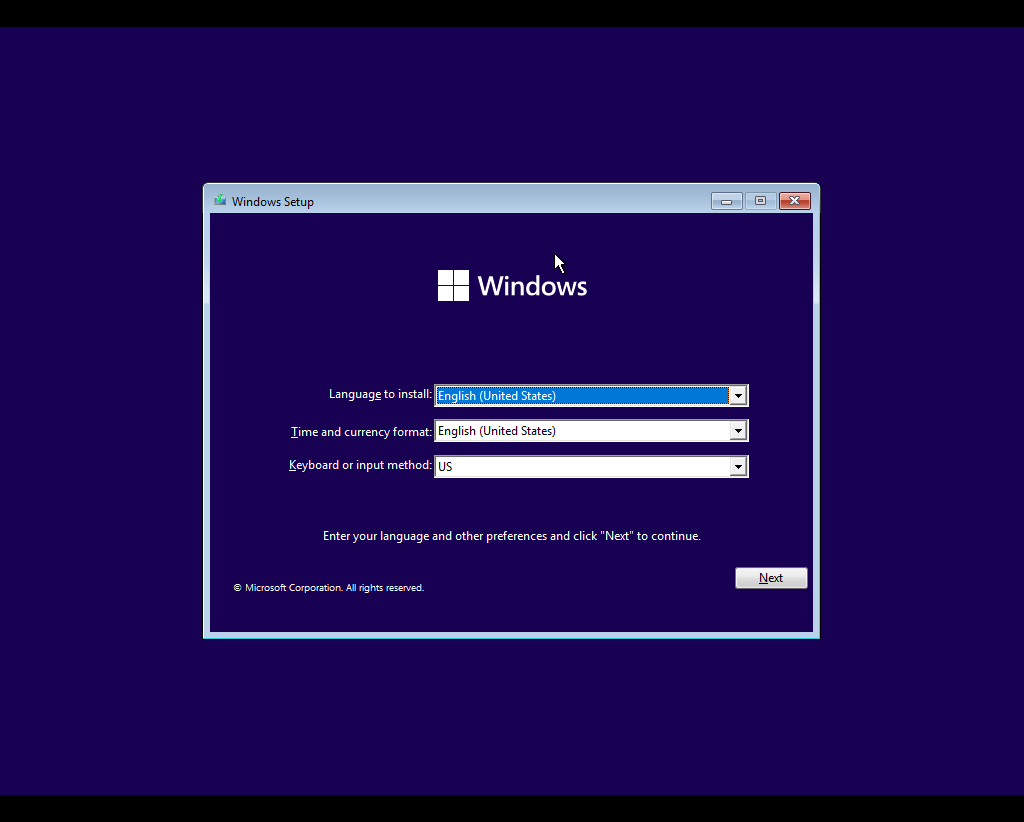 Windows Setup
Windows
Language to install: English (United States)
Time and currency format: English (United States)
Keyboard or input method: US
Enter your language and other preferences and click "Next" to continue.
Next
© Microsoft Corporation. All rights reserved.